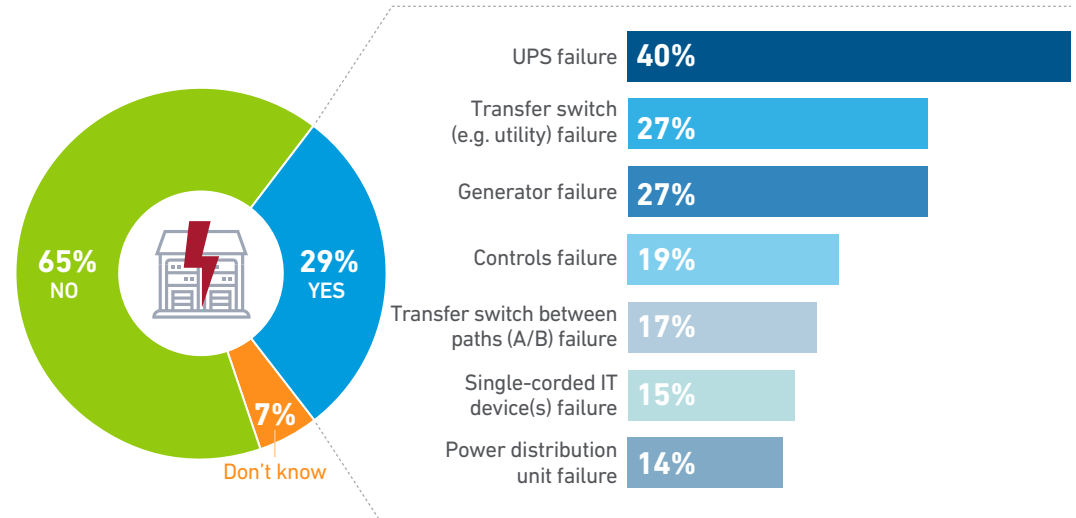 65%
NO
29%
YES
7%
Don't know
UPS failure
40%
Transfer switch
(e.g. utility) failure
27%
Generator failure
27%
Controls failure
19%
Transfer switch between
paths (A/B) failure
17%
Single-corded IT
device(s) failure
15%
Power distribution
unit failure
14%